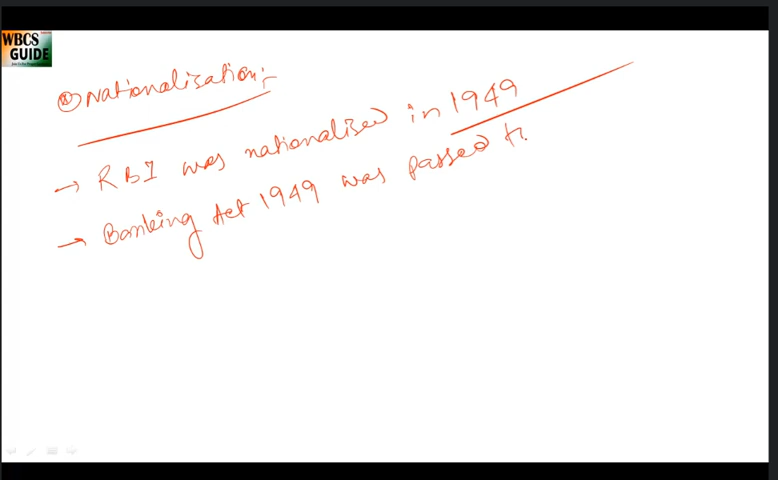 WBCS
GUIDE
Nationalisation:-
→ RBI was nationalised in 1949
→ Banking Act 1949 was passed t